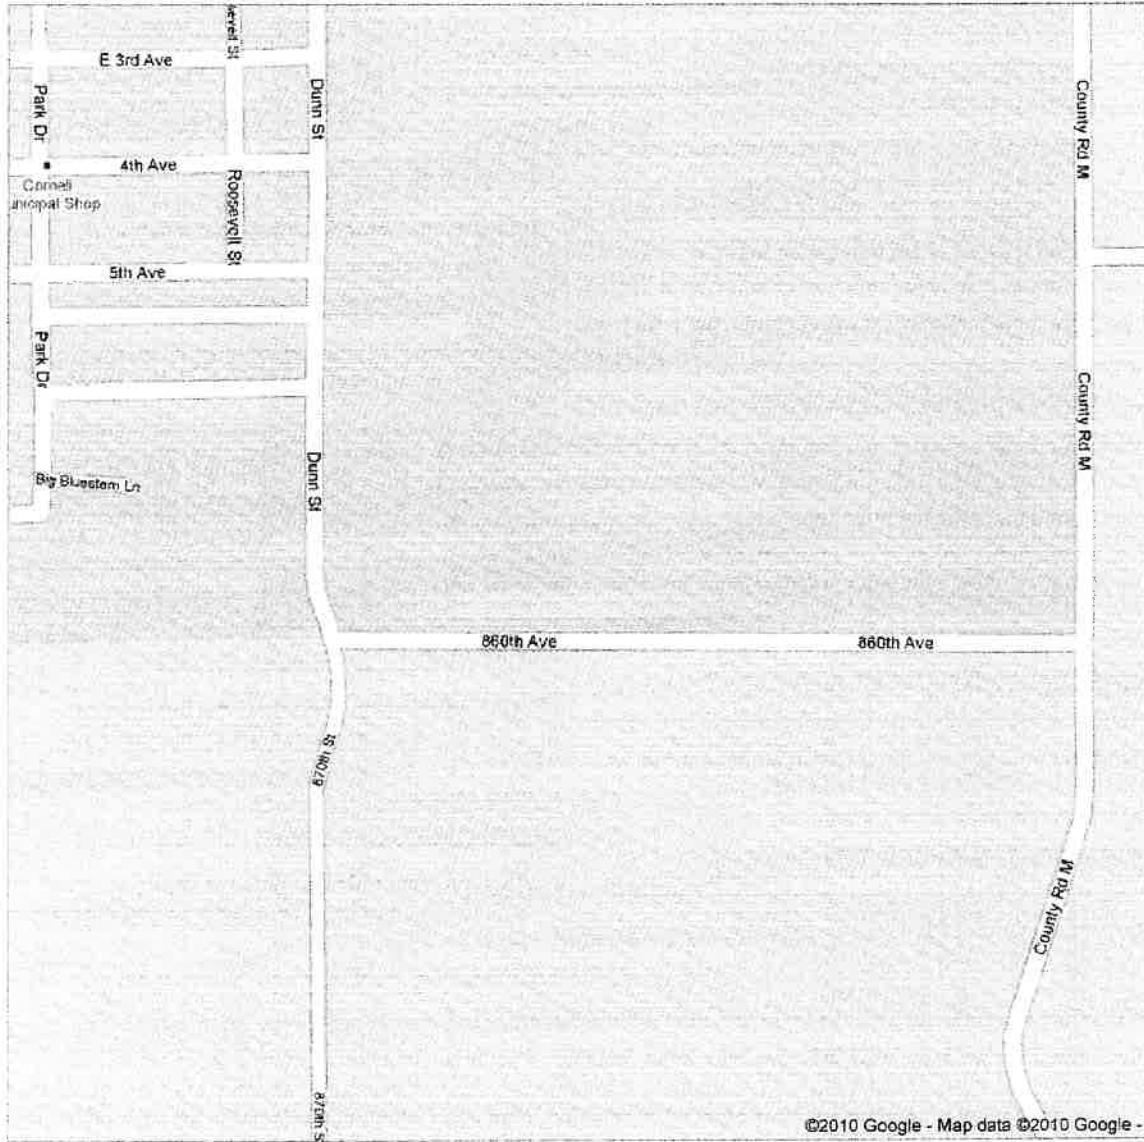 E 3rd Ave
Park Dr
Dunn St
County Rd M
4th Ave
Cornell
unicipal Shop
Roosevelt St
5th Ave
Park Dr
County Rd M
Dunn St
Big Bluestem Ln
860th Ave
860th Ave
870th St
County Rd M
870th S
©2010 Google - Map data ©2010 Google -